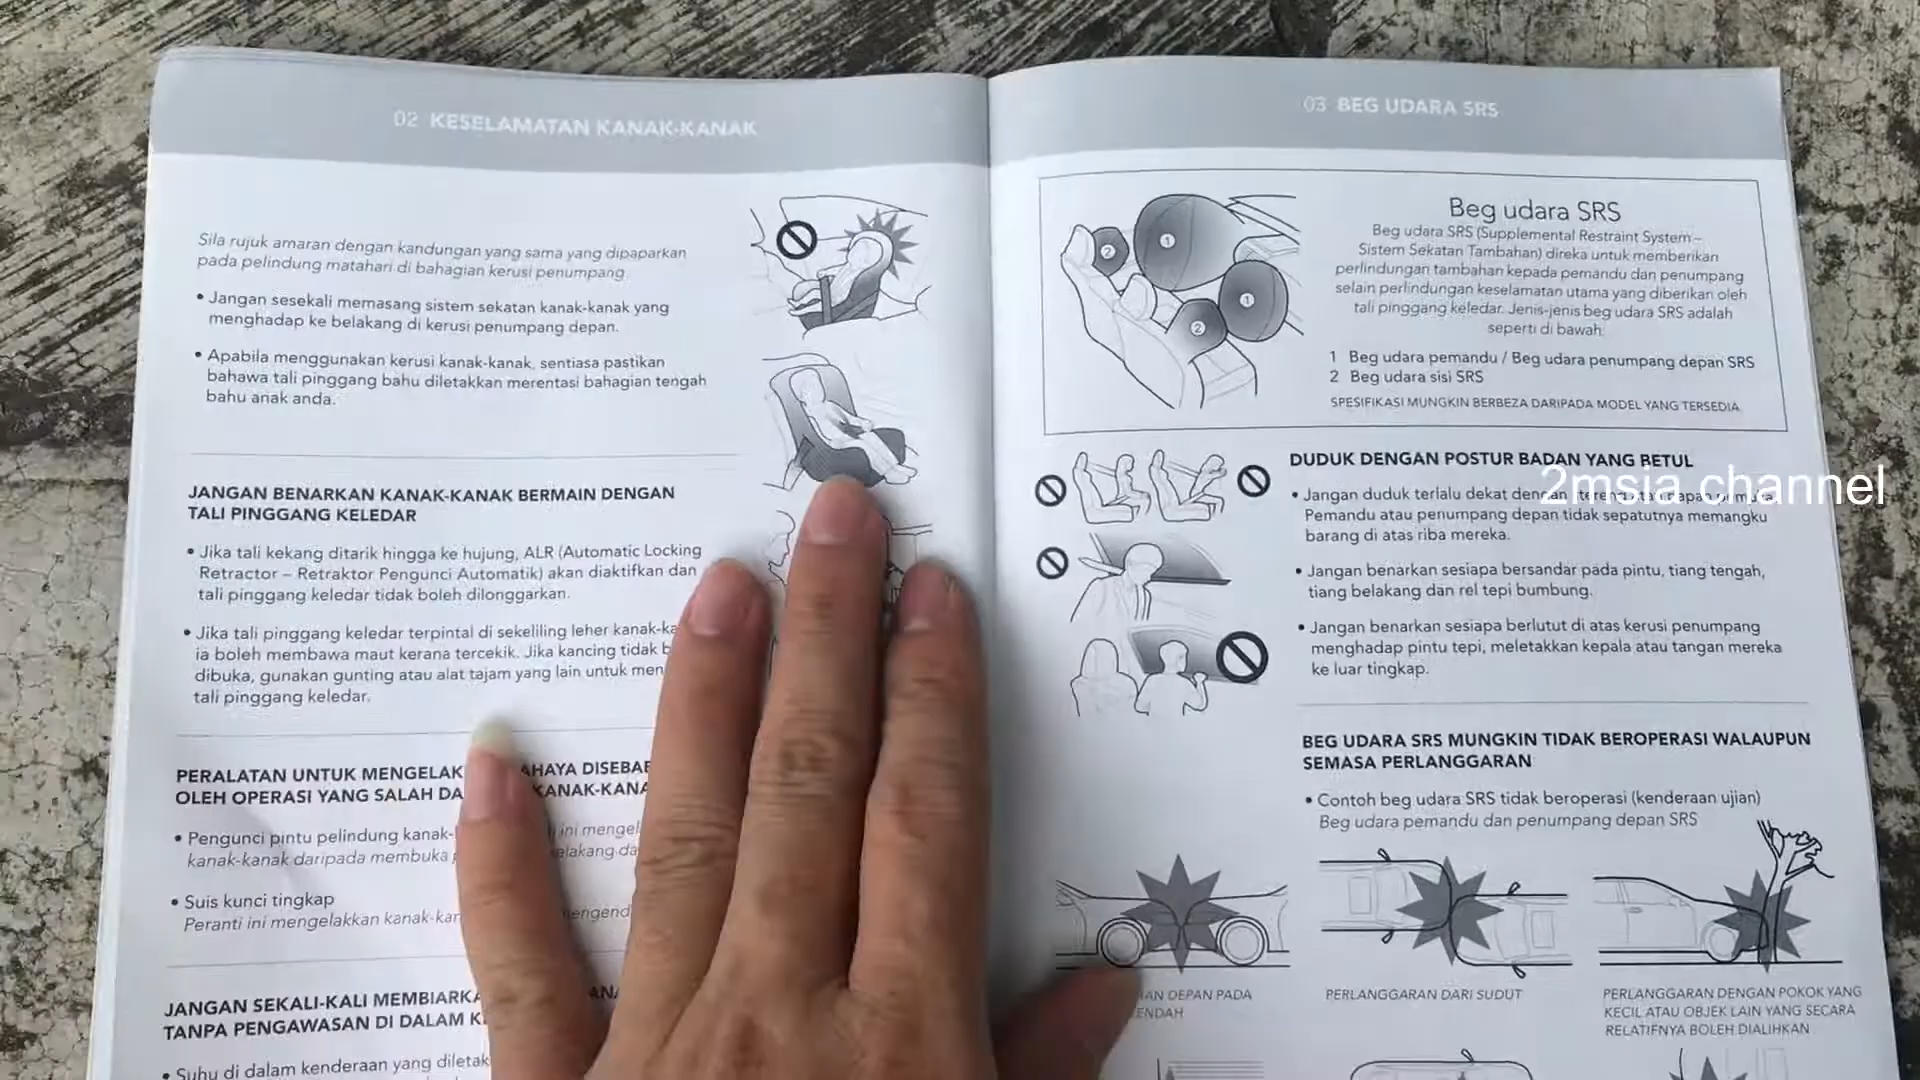 02 KESELAMATAN KANAK-KANAK
Sila rujuk amaran dengan kandungan yang sama yang dipaparkan
pada pelindung matahari di bahagian kerusi penumpang.
• Jangan sesekali memasang sistem sekatan kanak-kanak yang
menghadap ke belakang di kerusi penumpang depan.
• Apabila menggunakan kerusi kanak-kanak, sentiasa pastikan
bahawa tali pinggang bahu diletakkan merentasi bahagian tengah
bahu anak anda.
JANGAN BENARKAN KANAK-KANAK BERMAIN DENGAN
TALI PINGGANG KELEDAR
• Jika tali kekang ditarik hingga ke hujung, ALR (Automatic Locking
Retractor – Retraktor Pengunci Automatik) akan diaktifkan dan
tali pinggang keledar tidak boleh dilonggarkan.
• Jika tali pinggang keledar terpintal di sekeliling leher
ia boleh membawa maut kerana tercekik. Jika kancing tidak
dibuka, gunakan gunting atau alat tajam yang lain untuk
tali pinggang keledar.
PERALATAN UNTUK
OLEH OPERASI YANG SALAH
• Pengunci pintu pelindung ini
kanak-kanak daripada membuka
• Suis kunci tingkap
Peranti ini mengelakkan
JANGAN SEKALI-KALI
TANPA PENGAWASAN DI DALAM
• Suhu di dalam kenderaan yang
03 BEG UDARA SRS
2
1
1
2
Beg udara SRS
Beg udara SRS (Supplemental Restraint System –
Sistem Sekatan Tambahan) direka untuk memberikan
perlindungan tambahan kepada pemandu dan penumpang
selain perlindungan keselamatan utama yang diberikan oleh
tali pinggang keledar. Jenis-jenis beg udara SRS adalah
seperti di bawah:
1 Beg udara pemandu / Beg udara penumpang depan SRS
2 Beg udara sisi SRS
SPESIFIKASI MUNGKIN BERBEZA DARIPADA MODEL YANG TERSEDIA
DUDUK DENGAN POSTUR BADAN YANG BETUL
2msia channel
• Jangan duduk terlalu dekat dengan
Pemandu atau penumpang depan tidak sepatutnya memangku
barang di atas riba mereka.
• Jangan benarkan sesiapa bersandar pada pintu, tiang tengah,
tiang belakang dan rel tepi bumbung.
• Jangan benarkan sesiapa berlutut di atas kerusi penumpang
menghadap pintu tepi, meletakkan kepala atau tangan mereka
ke luar tingkap.
BEG UDARA SRS MUNGKIN TIDAK BEROPERASI WALAUPUN
SEMASA PERLANGGARAN
• Contoh beg udara SRS tidak beroperasi (kenderaan ujian)
Beg udara pemandu dan penumpang depan SRS
DEPAN PADA
PERLANGGARAN DARI SUDUT
PERLANGGARAN DENGAN POKOK YANG
KECIL ATAU OBJEK LAIN YANG SECARA
RELATIFNYA BOLEH DIALIHKAN